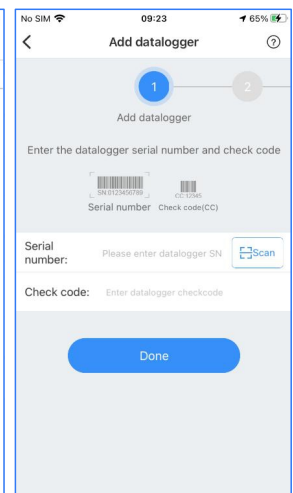 No SIM 09:23 65%
Add datalogger
1 2
Add datalogger
Enter the datalogger serial number and check code
SN:0123456789 CC:12345
Serial number Check code(CC)
Serial
number: Please enter datalogger SN Scan
Check code: Enter datalogger checkcode
Done